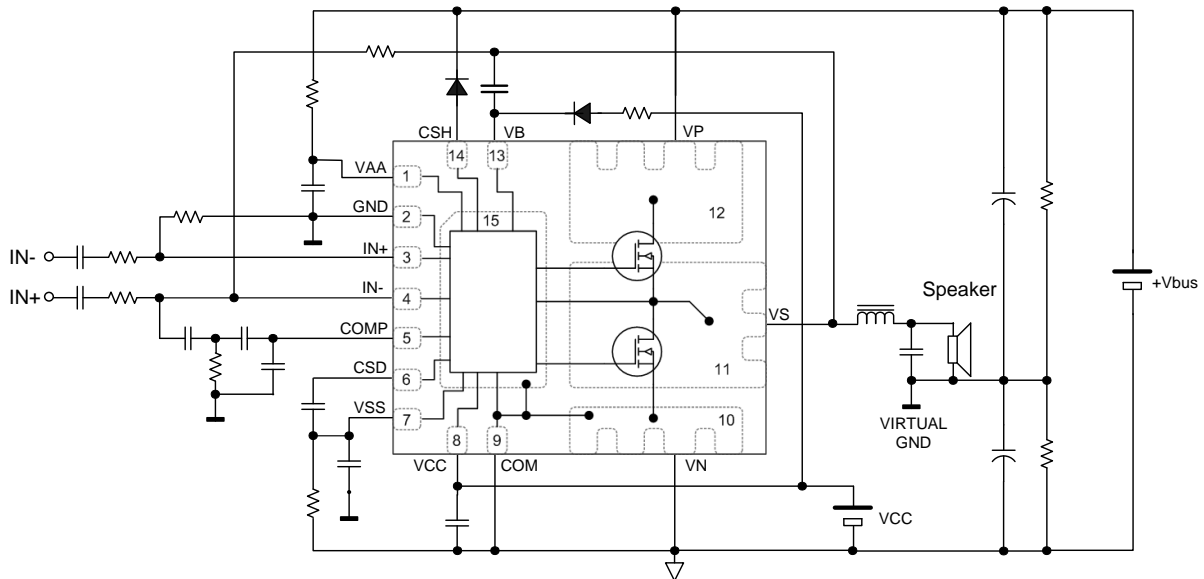 CSH
VB
VP
14
13
VAA
1
GND
2
15
12
IN-
IN+
3
IN+
IN-
4
Speaker
+Vbus
VS
COMP
5
CSD
6
11
VSS
7
10
VIRTUAL
GND
8
9
VCC
COM
VN
VCC